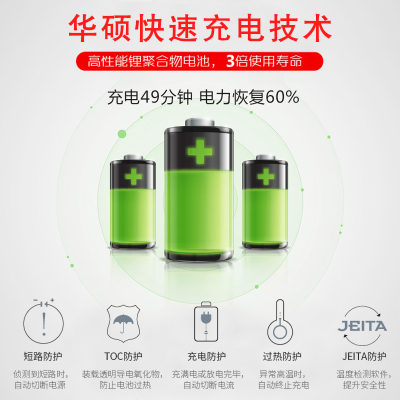 华硕快速充电技术
高性能锂聚合物电池，3倍使用寿命
充电49分钟 电力恢复60%
JEITA
短路防护 TOC防护 充电防护 过热防护 JEITA防护
侦测到短路时， 装载透明导电氧化物， 充满电或放电完毕， 异常高温时， 温度检测软件，
自动切断电源 防止电池过热 自动切断电流 自动终止充电 提升安全性